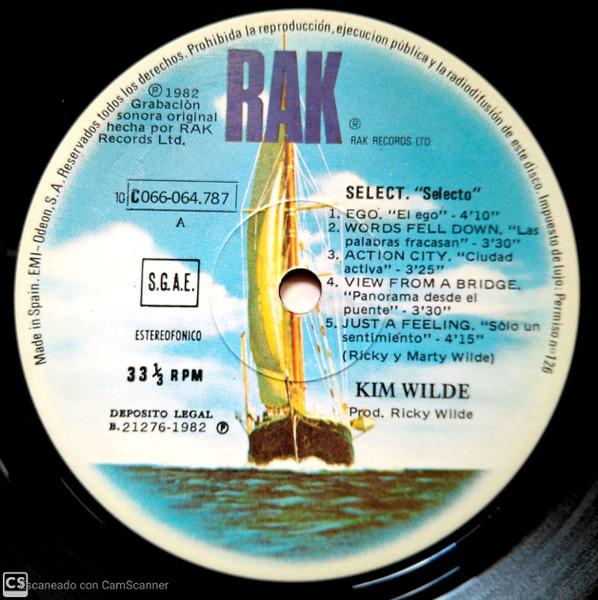 Made in Spain. EMI-Odeon, S.A. Reservados todos los derechos. Prohibida la reproducción, ejecucion pública y la radiodifusión de este disco. Impuesto de lujo: Permiso nº 126
RAK
®
RAK RECORDS LTD.
℗ 1982
Grabación
sonora original
hecha por RAK
Records Ltd.
10 C066-064.787
A
S.G.A.E.
ESTEREOFONICO
33 ⅓ RPM
DEPOSITO LEGAL
B. 21276-1982 ℗
SELECT. "Selecto"
1. EGO. "El ego" - 4'10"
2. WORDS FELL DOWN. "Las
palabras fracasan" - 3'30"
3. ACTION CITY. "Ciudad
activa" - 3'25"
4. VIEW FROM A BRIDGE.
"Panorama desde el
puente" - 3'30"
5. JUST A FEELING. "Sólo un
sentimiento" - 4'15"
(Ricky y Marty Wilde)
KIM WILDE
Prod. Ricky Wilde
CS Escaneado con CamScanner